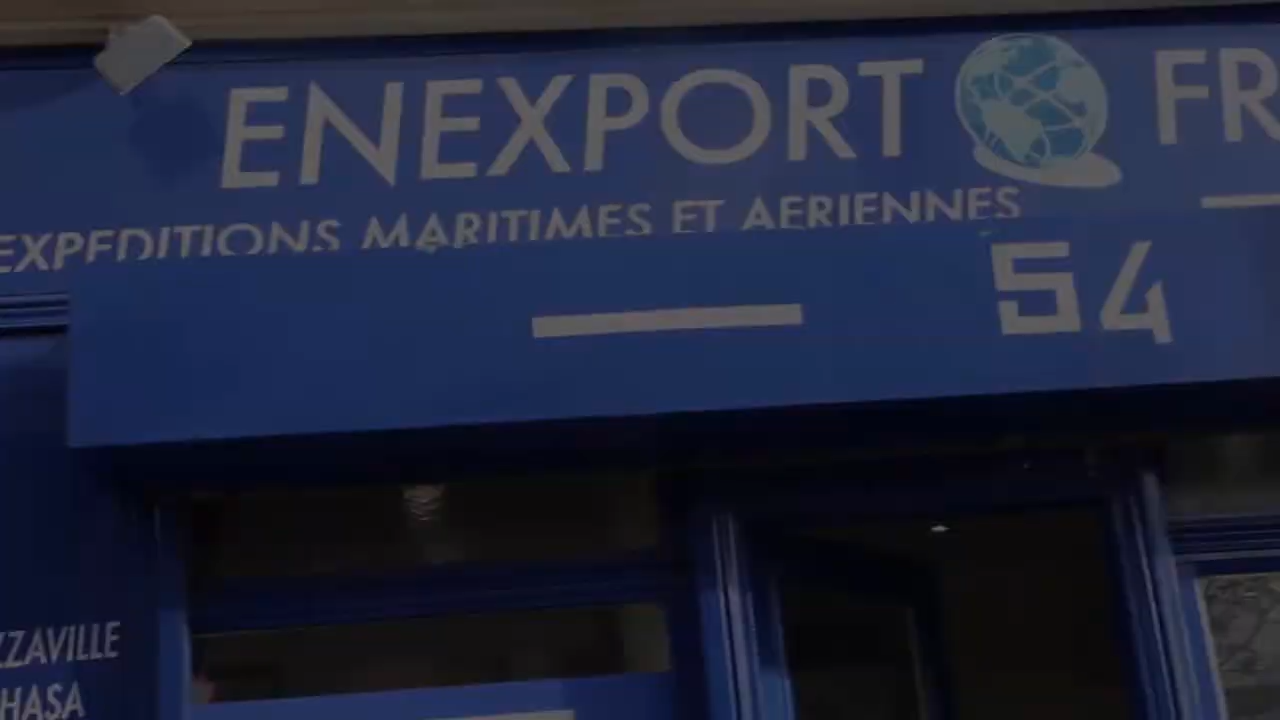 ENEXPORT FR
EXPEDITIONS MARITIMES ET AERIENNES
54
ZZAVILLE
HASA